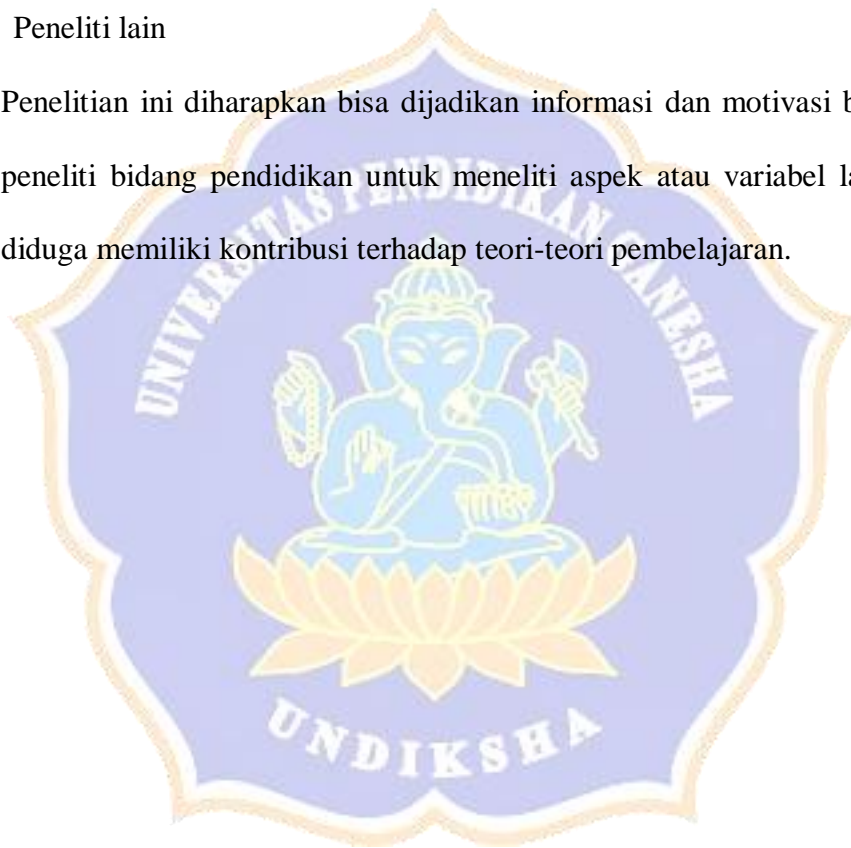 Peneliti lain
Penelitian ini diharapkan bisa dijadikan informasi dan motivasi b
peneliti bidang pendidikan untuk meneliti aspek atau variabel la
diduga memiliki kontribusi terhadap teori-teori pembelajaran.
UNIVERSITAS PENDIDIKAN GANESHA
UNDIKSHA